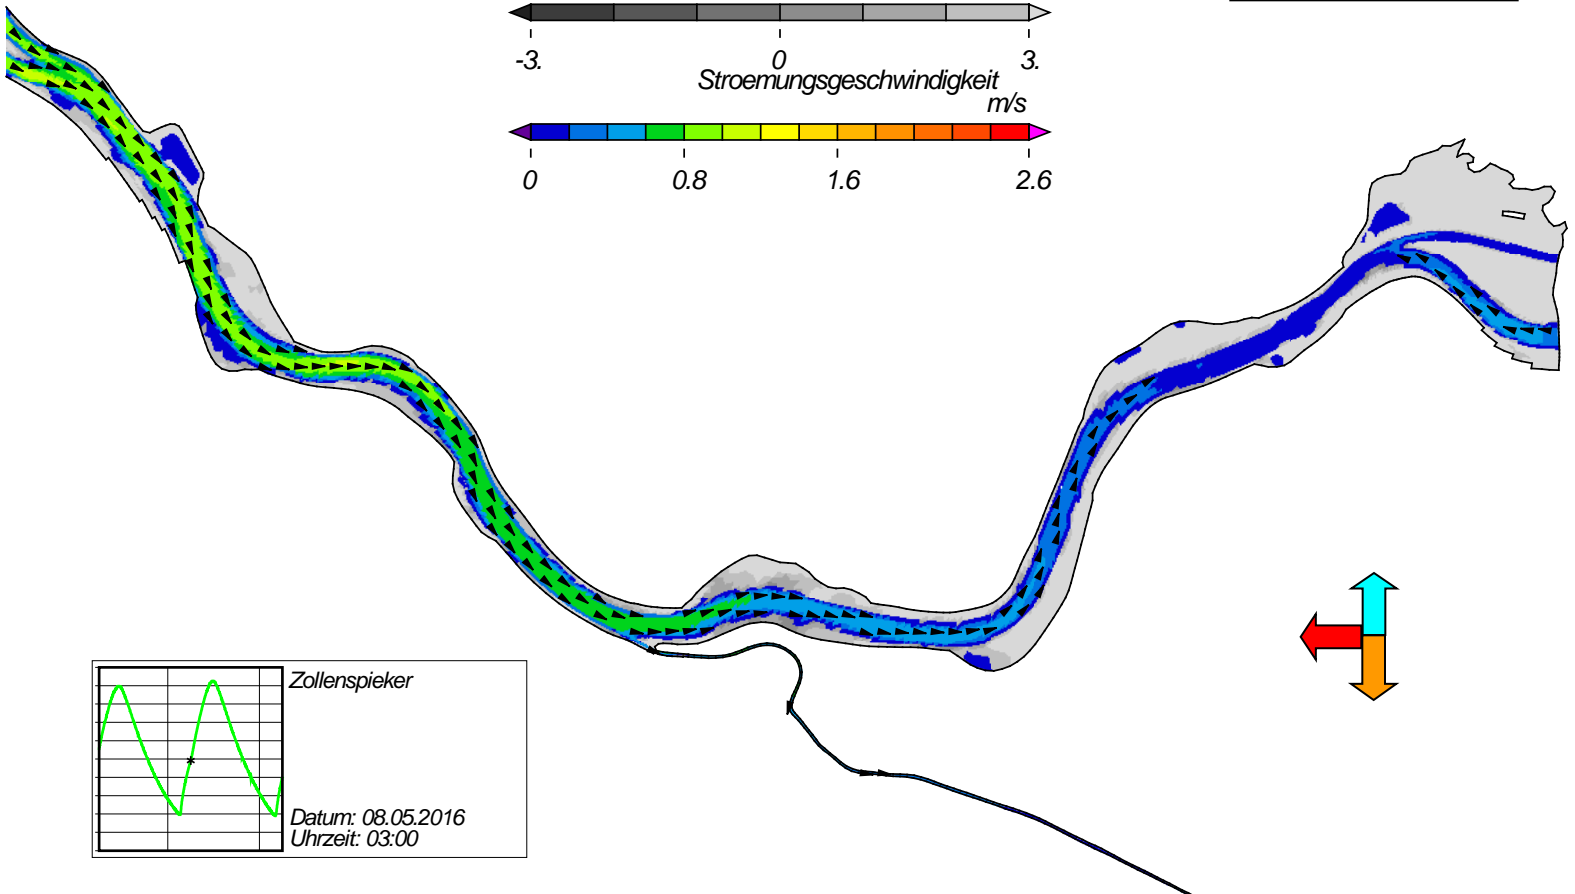 -3. 0 3.
Stroemungsgeschwindigkeit
m/s
0 0.8 1.6 2.6
Zollenspieker
Datum: 08.05.2016
Uhrzeit: 03:00